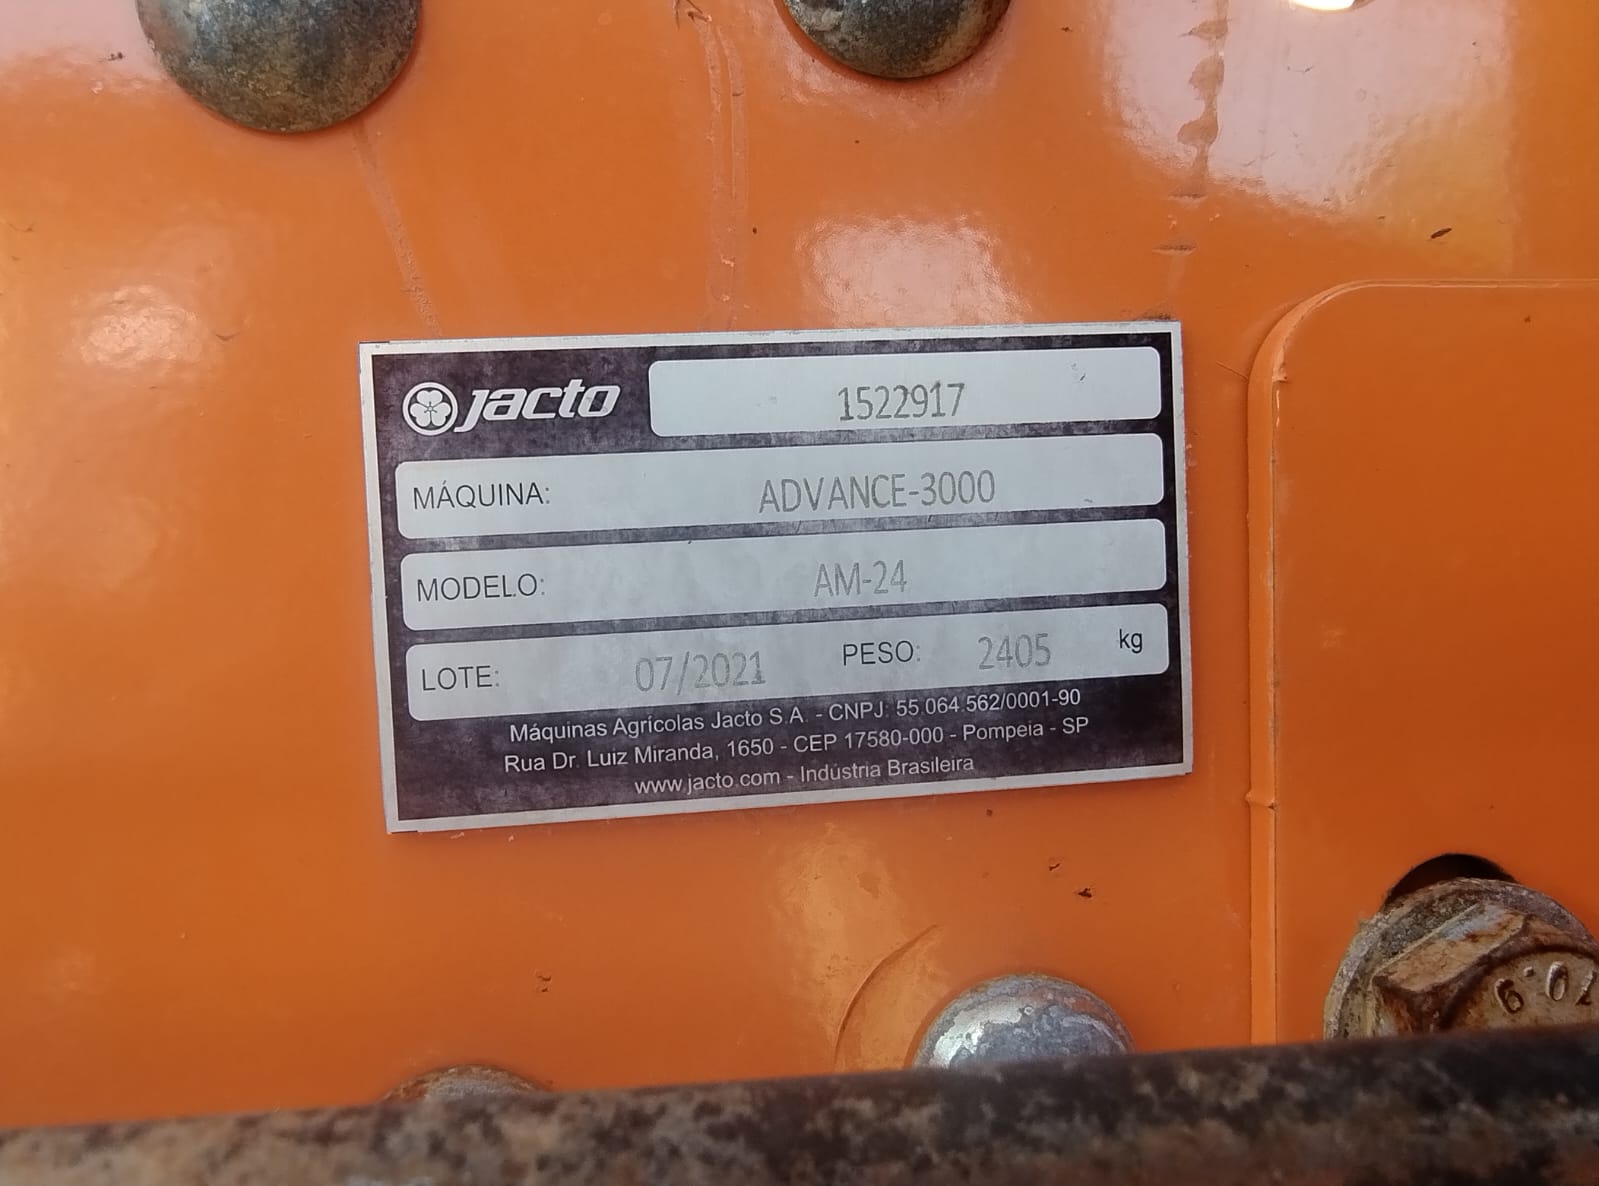 jacto 1522917
MÁQUINA: ADVANCE-3000
MODELO: AM-24
LOTE: 07/2021 PESO: 2405 kg
Máquinas Agrícolas Jacto S.A. - CNPJ: 55.064.562/0001-90
Rua Dr. Luiz Miranda, 1650 - CEP 17580-000 - Pompeia - SP
www.jacto.com - Indústria Brasileira
10.9